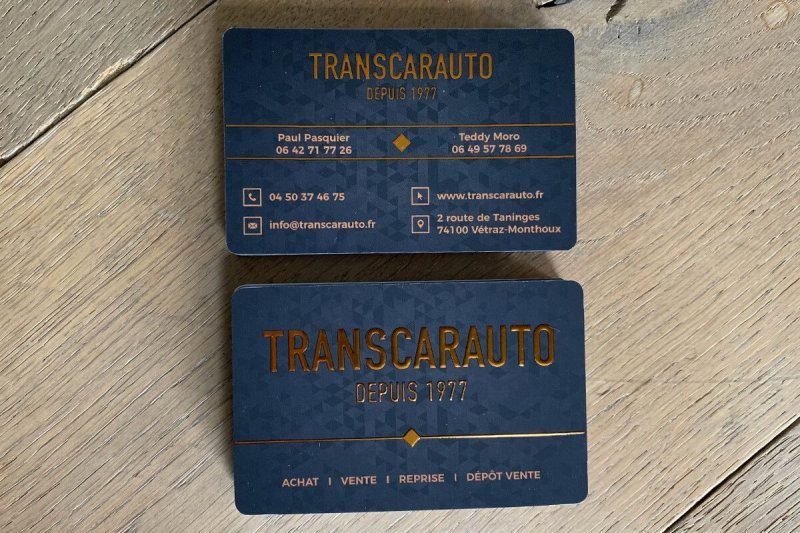 TRANSCARAUTO
DEPUIS 1977
Paul Pasquier
06 42 71 77 26
Teddy Moro
06 49 57 78 69
04 50 37 46 75
www.transcarauto.fr
info@transcarauto.fr
2 route de Taninges
74100 Vétraz-Monthoux
TRANSCARAUTO
DEPUIS 1977
ACHAT I VENTE I REPRISE I DÉPÔT VENTE